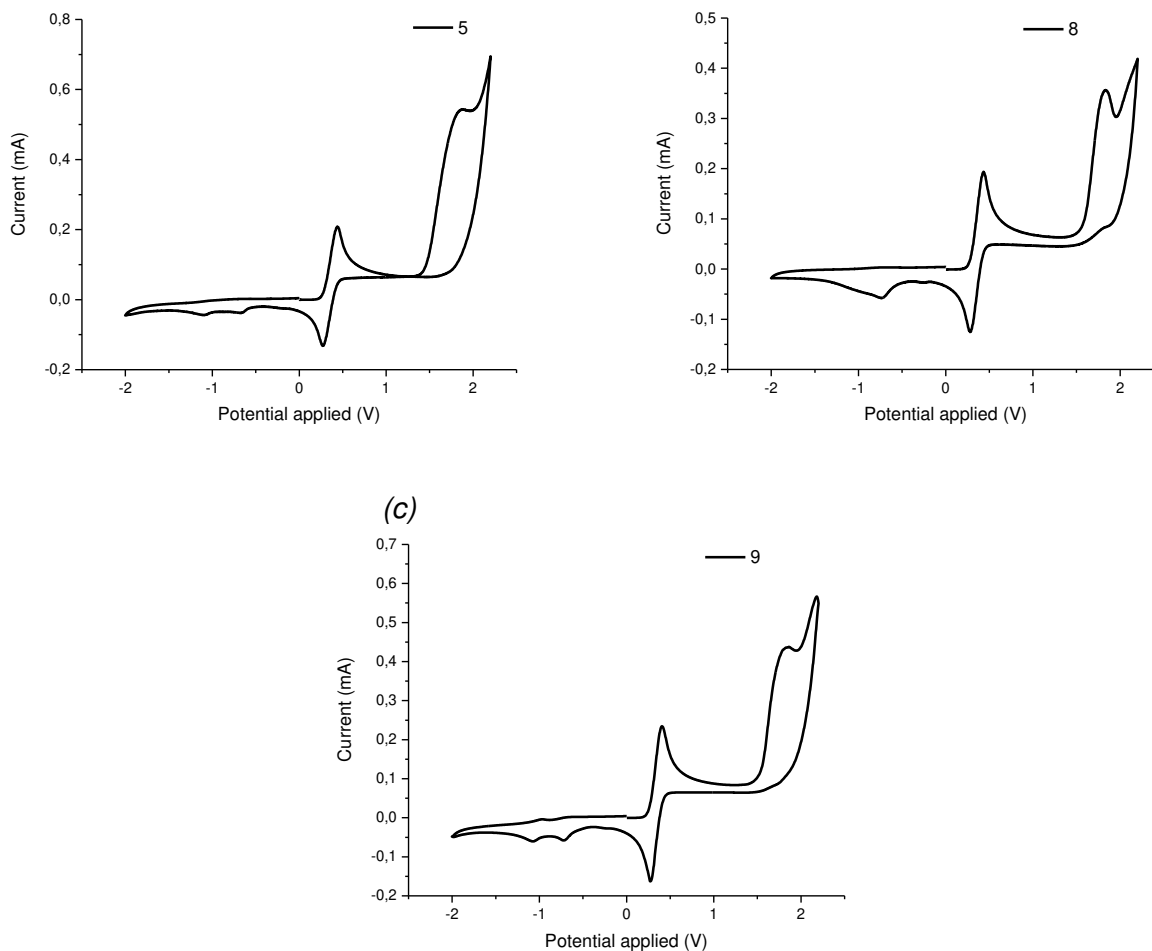 5
0,8
0,6
0,4
0,2
0,0
-0,2
Current (mA)
-2 -1 0 1 2
Potential applied (V)
8
0,5
0,4
0,3
0,2
0,1
0,0
-0,1
-0,2
Current (mA)
-2 -1 0 1 2
Potential applied (V)
(c)
9
0,7
0,6
0,5
0,4
0,3
0,2
0,1
0,0
-0,1
-0,2
Current (mA)
-2 -1 0 1 2
Potential applied (V)